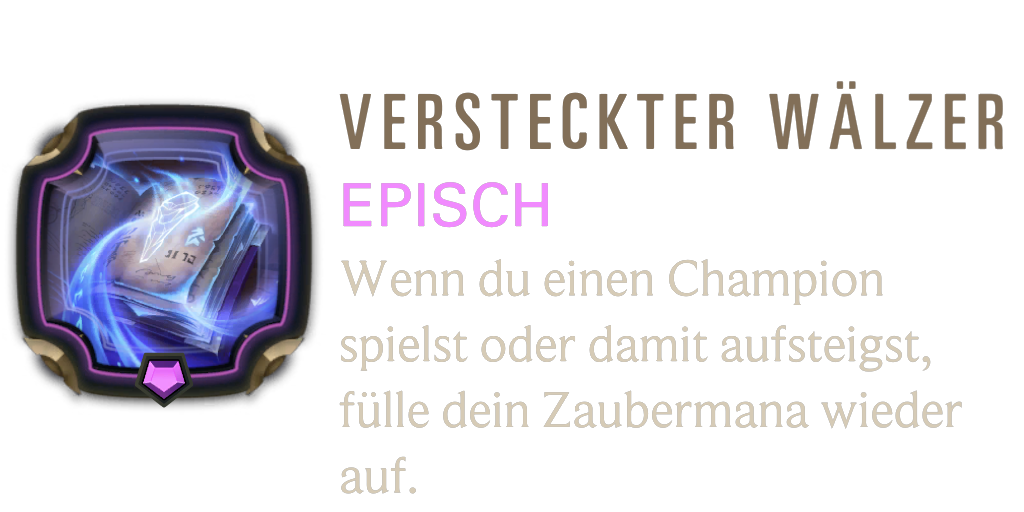 VERSTECKTER WÄLZER
EPISCH
Wenn du einen Champion
spielst oder damit aufsteigst,
fülle dein Zaubermana wieder
auf.